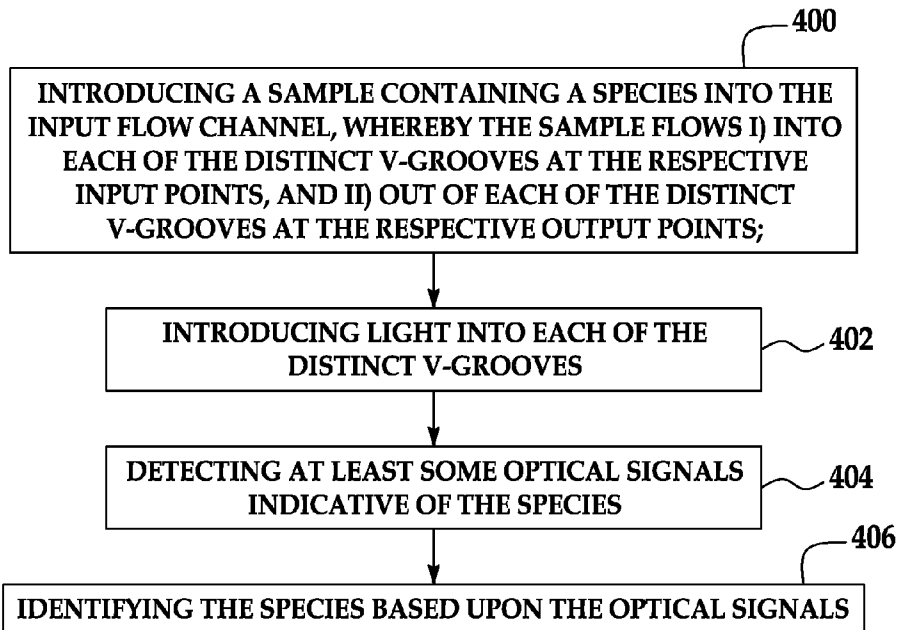 400
INTRODUCING A SAMPLE CONTAINING A SPECIES INTO THE
INPUT FLOW CHANNEL, WHEREBY THE SAMPLE FLOWS I) INTO
EACH OF THE DISTINCT V-GROOVES AT THE RESPECTIVE
INPUT POINTS, AND II) OUT OF EACH OF THE DISTINCT
V-GROOVES AT THE RESPECTIVE OUTPUT POINTS;
INTRODUCING LIGHT INTO EACH OF THE
DISTINCT V-GROOVES
402
DETECTING AT LEAST SOME OPTICAL SIGNALS
INDICATIVE OF THE SPECIES
404
406
IDENTIFYING THE SPECIES BASED UPON THE OPTICAL SIGNALS